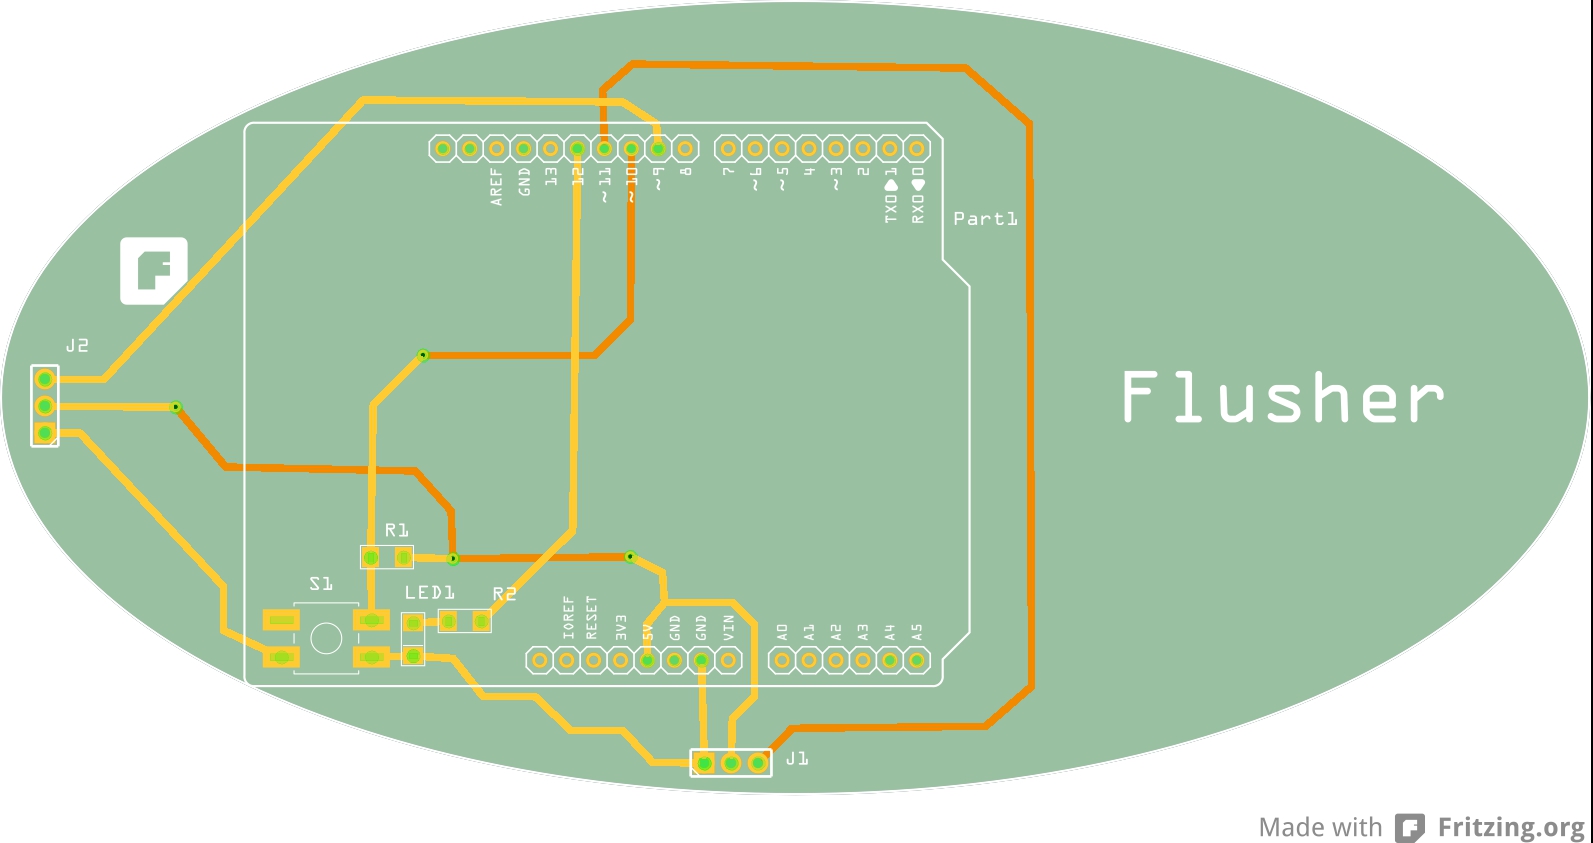 AREF
GND
13
12
~11
~10
~9
8
7
~6
~5
4
~3
2
TX0▲1
RX0▼0
Part1
J2
Flusher
R1
S1
LED1
R2
IOREF
RESET
3V3
5V
GND
GND
VIN
A0
A1
A2
A3
A4
A5
J1
Made with Fritzing.org